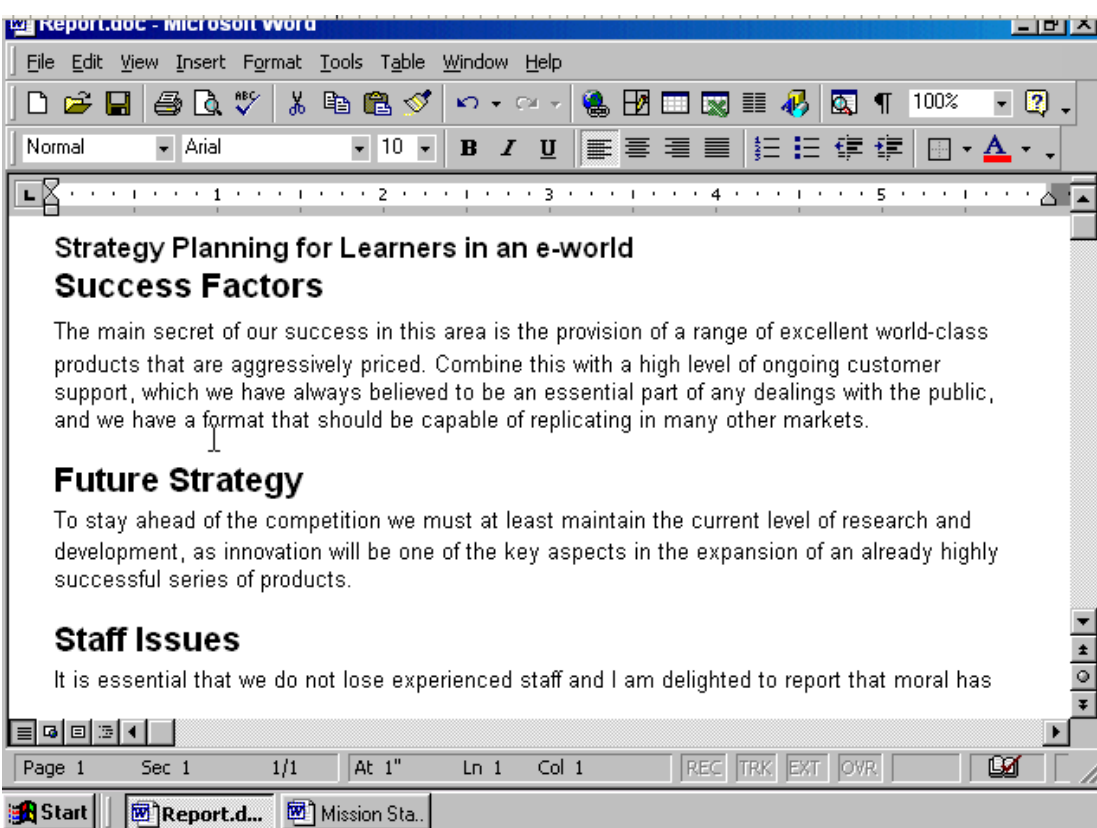 Report.doc - Microsoft Word
File Edit View Insert Format Tools Table Window Help
ABC 100%
Normal Arial 10 B I U A
L 1 2 3 4 5
Strategy Planning for Learners in an e-world
Success Factors
The main secret of our success in this area is the provision of a range of excellent world-class
products that are aggressively priced. Combine this with a high level of ongoing customer
support, which we have always believed to be an essential part of any dealings with the public,
and we have a format that should be capable of replicating in many other markets.
Future Strategy
To stay ahead of the competition we must at least maintain the current level of research and
development, as innovation will be one of the key aspects in the expansion of an already highly
successful series of products.
Staff Issues
It is essential that we do not lose experienced staff and I am delighted to report that moral has
Page 1 Sec 1 1/1 At 1" Ln 1 Col 1 REC TRK EXT OVR
Start Report.d... Mission Sta..